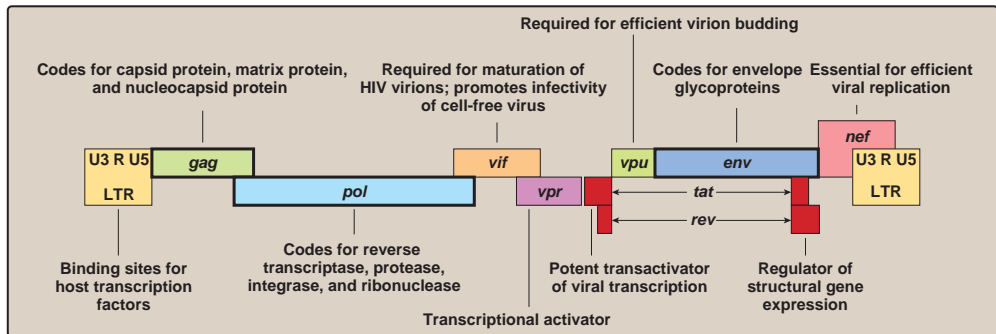 Required for efficient virion budding
Codes for capsid protein, matrix protein,
and nucleocapsid protein
Required for maturation of
HIV virions; promotes infectivity
of cell-free virus
Codes for envelope
glycoproteins
Essential for efficient
viral replication
U3 R U5
LTR
gag
pol
vif
vpr
vpu
env
tat
rev
nef
U3 R U5
LTR
Binding sites for
host transcription
factors
Codes for reverse
transcriptase, protease,
integrase, and ribonuclease
Transcriptional activator
Potent transactivator
of viral transcription
Regulator of
structural gene
expression